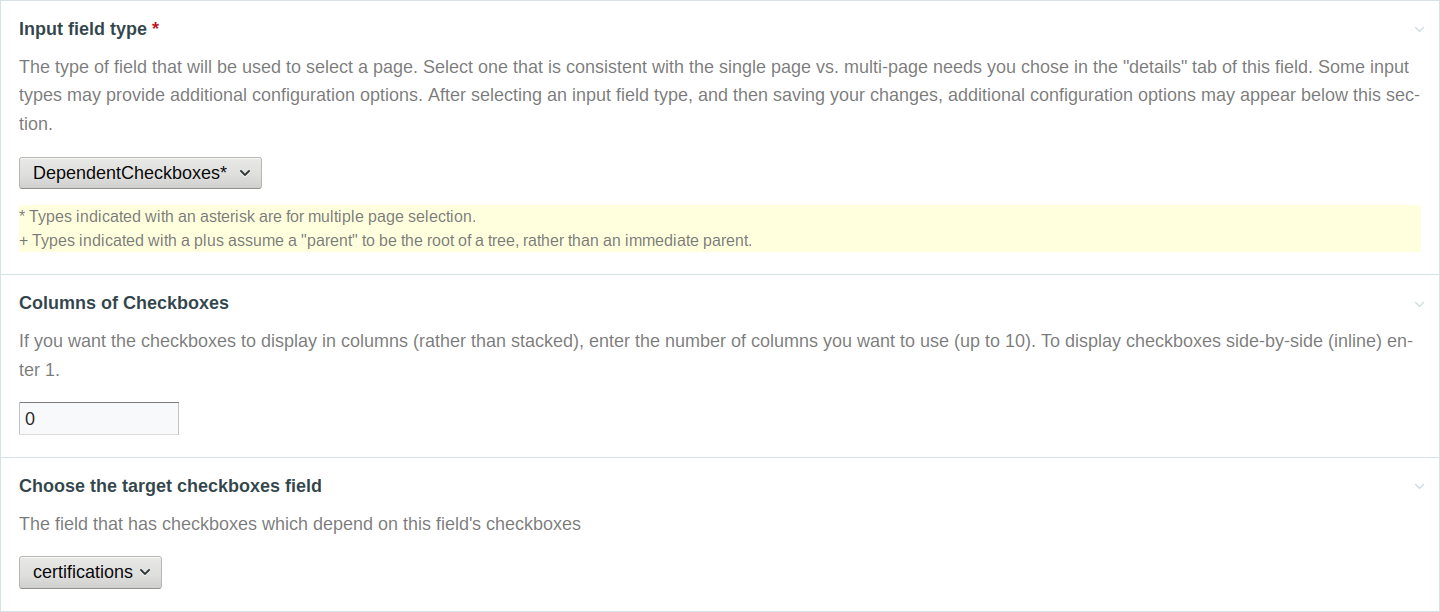 Input field type *
The type of field that will be used to select a page. Select one that is consistent with the single page vs. multi-page needs you chose in the "details" tab of this field. Some input
types may provide additional configuration options. After selecting an input field type, and then saving your changes, additional configuration options may appear below this sec-
tion.
DependentCheckboxes*
* Types indicated with an asterisk are for multiple page selection.
+ Types indicated with a plus assume a "parent" to be the root of a tree, rather than an immediate parent.
Columns of Checkboxes
If you want the checkboxes to display in columns (rather than stacked), enter the number of columns you want to use (up to 10). To display checkboxes side-by-side (inline) en-
ter 1.
0
Choose the target checkboxes field
The field that has checkboxes which depend on this field's checkboxes
certifications